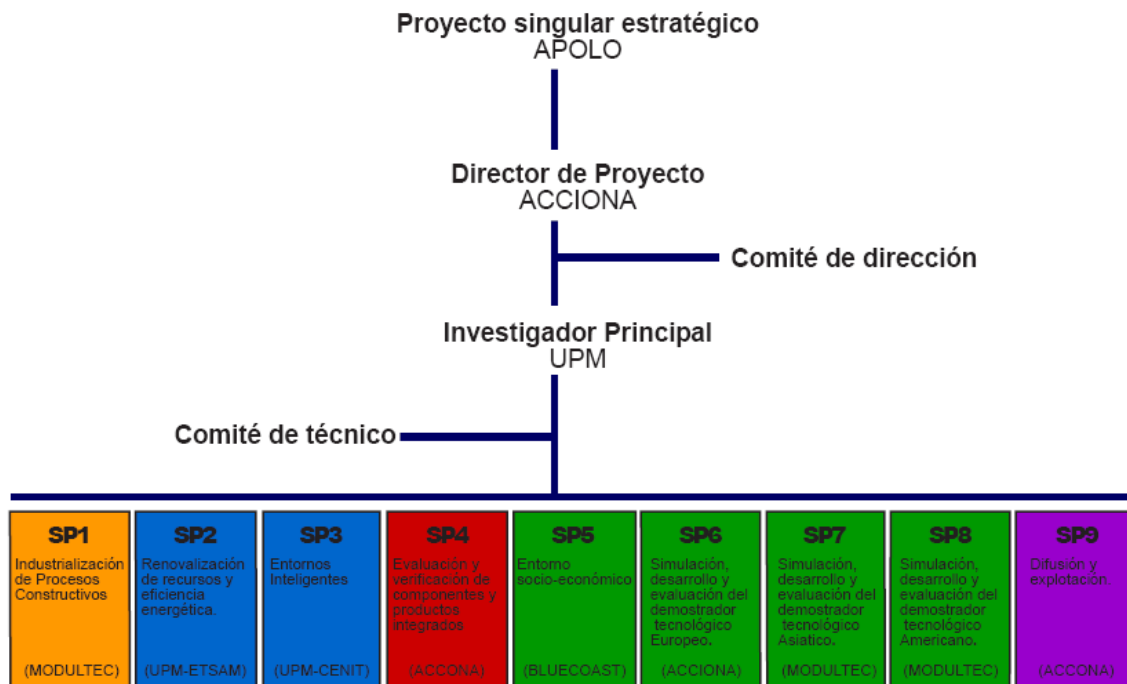 Proyecto singular estratégico
APOLO
Director de Proyecto
ACCIONA
Comité de dirección
Investigador Principal
UPM
Comité de técnico
SP1
Industrialización
de Procesos
Constructivos
(MODULTEC)
SP2
Renovalización
de recursos y
eficiencia
energética.
(UPM-ETSAM)
SP3
Entornos
Inteligentes
(UPM-CENIT)
SP4
Evaluación y
verificación de
componentes y
productos
integrados
(ACCONA)
SP5
Entorno
socio-económico
(BLUECOAST)
SP6
Simulación,
desarrollo y
evaluación del
demostrador
tecnológico
Europeo.
(ACCIONA)
SP7
Simulación,
desarrollo y
evaluación del
demostrador
tecnológico
Asiatico.
(MODULTEC)
SP8
Simulación,
desarrollo y
evaluación del
demostrador
tecnológico
Americano.
(MODULTEC)
SP9
Difusión y
explotación.
(ACCONA)